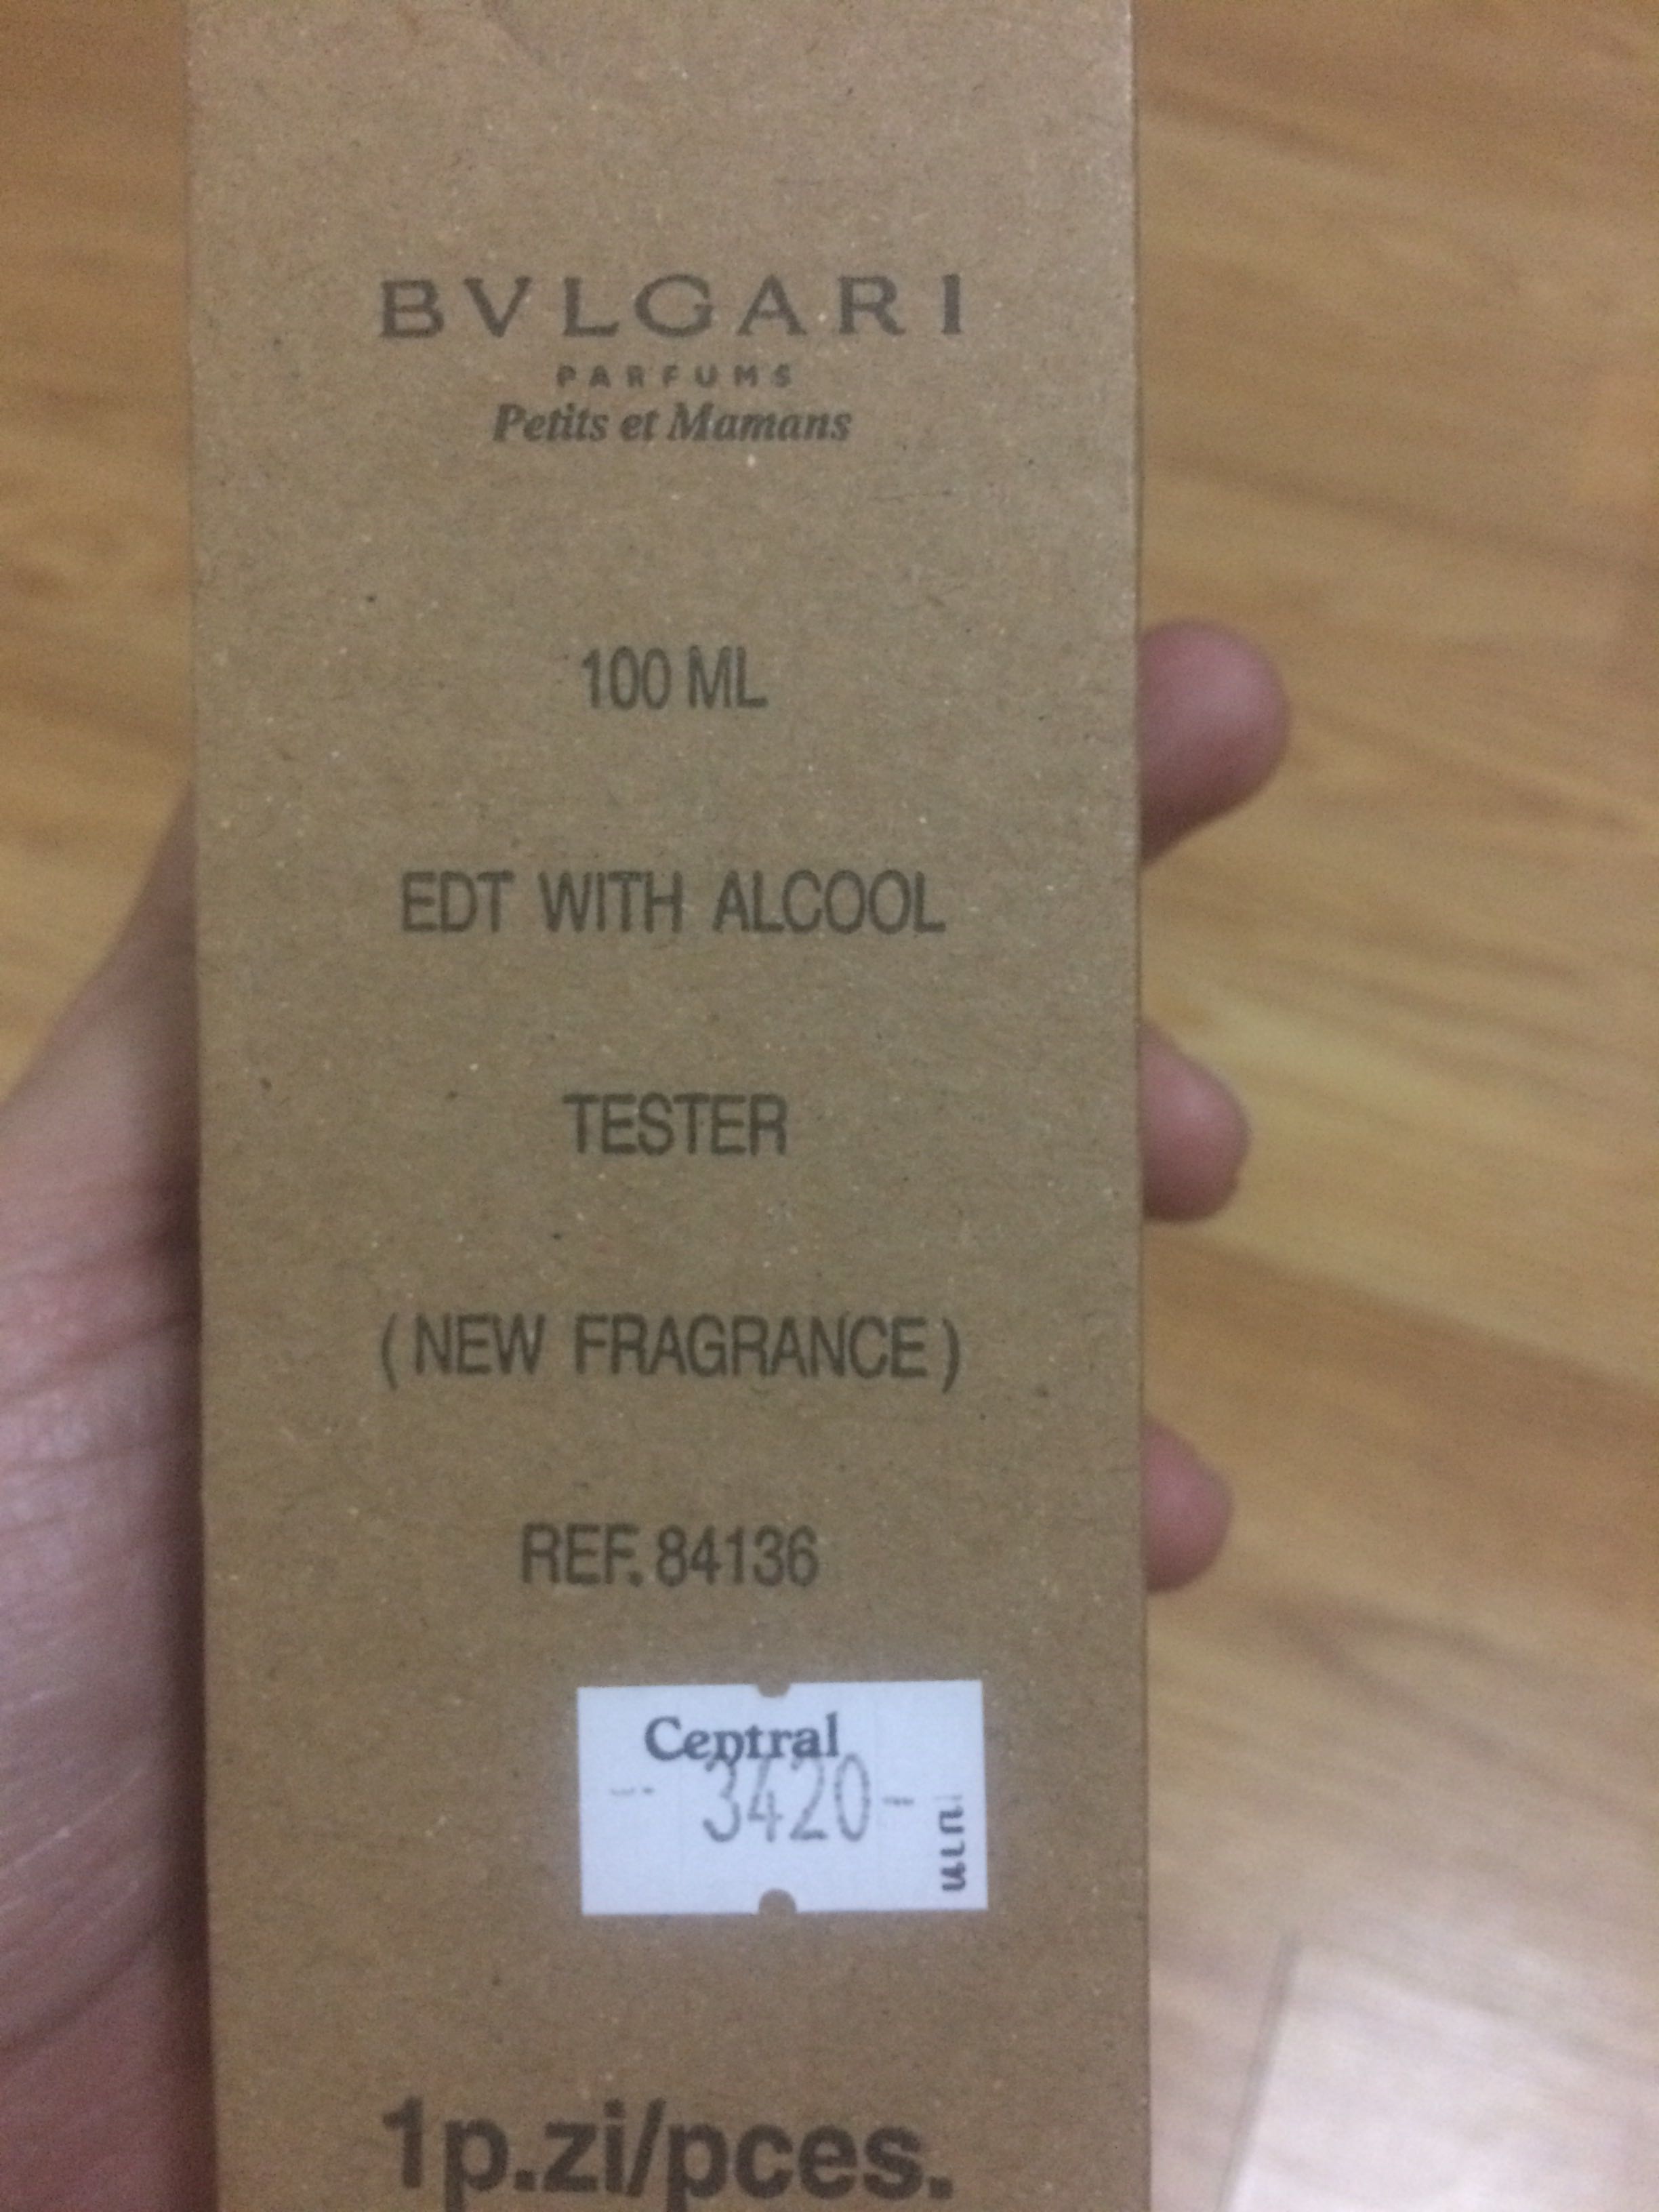 BVLGARI
PARFUMS
Petits et Mamans
100 ML
EDT WITH ALCOOL
TESTER
(NEW FRAGRANCE)
REF. 84136
Central
-- 3420-
บาท
1p.zi/pces.